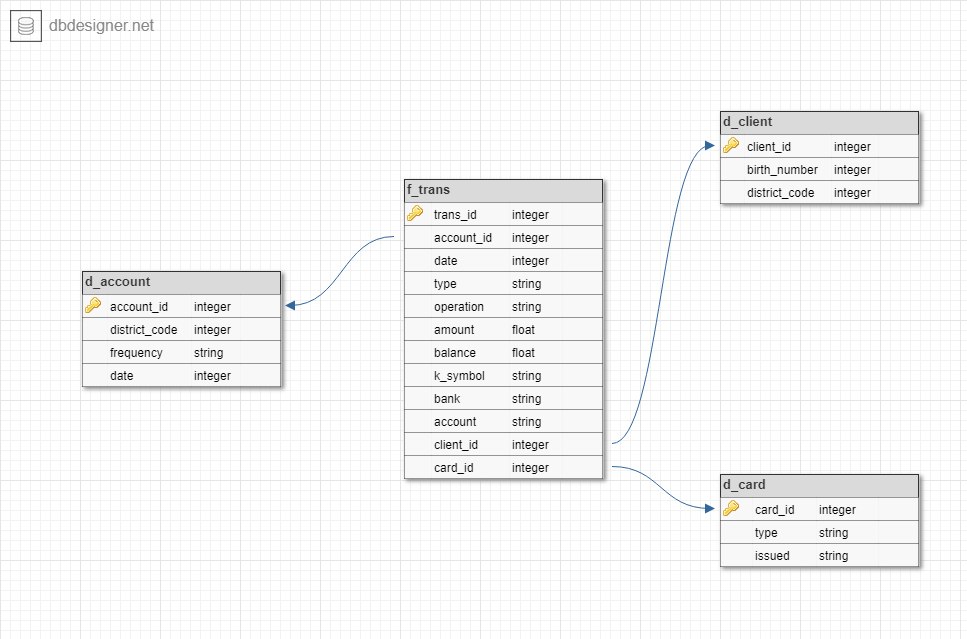 dbdesigner.net
d_account
account_id integer
district_code integer
frequency string
date integer
f_trans
trans_id integer
account_id integer
date integer
type string
operation string
amount float
balance float
k_symbol string
bank string
account string
client_id integer
card_id integer
d_client
client_id integer
birth_number integer
district_code integer
d_card
card_id integer
type string
issued string